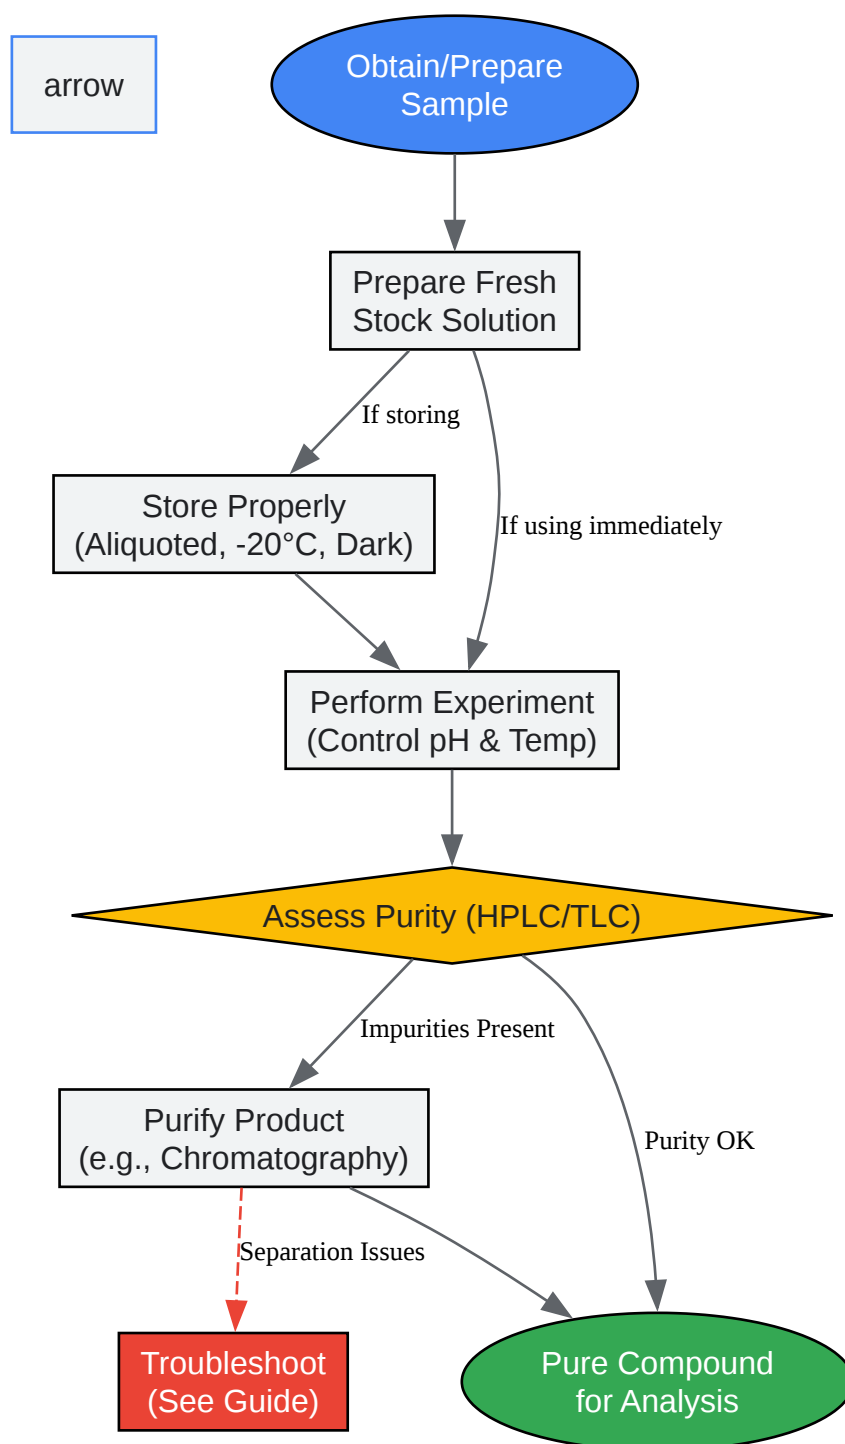 arrow
Obtain/Prepare
Sample
Prepare Fresh
Stock Solution
If storing
Store Properly
(Aliquoted, -20°C, Dark)
If using immediately
Perform Experiment
(Control pH & Temp)
Assess Purity (HPLC/TLC)
Impurities Present
Purify Product
(e.g., Chromatography)
Purity OK
Separation Issues
Troubleshoot
(See Guide)
Pure Compound
for Analysis